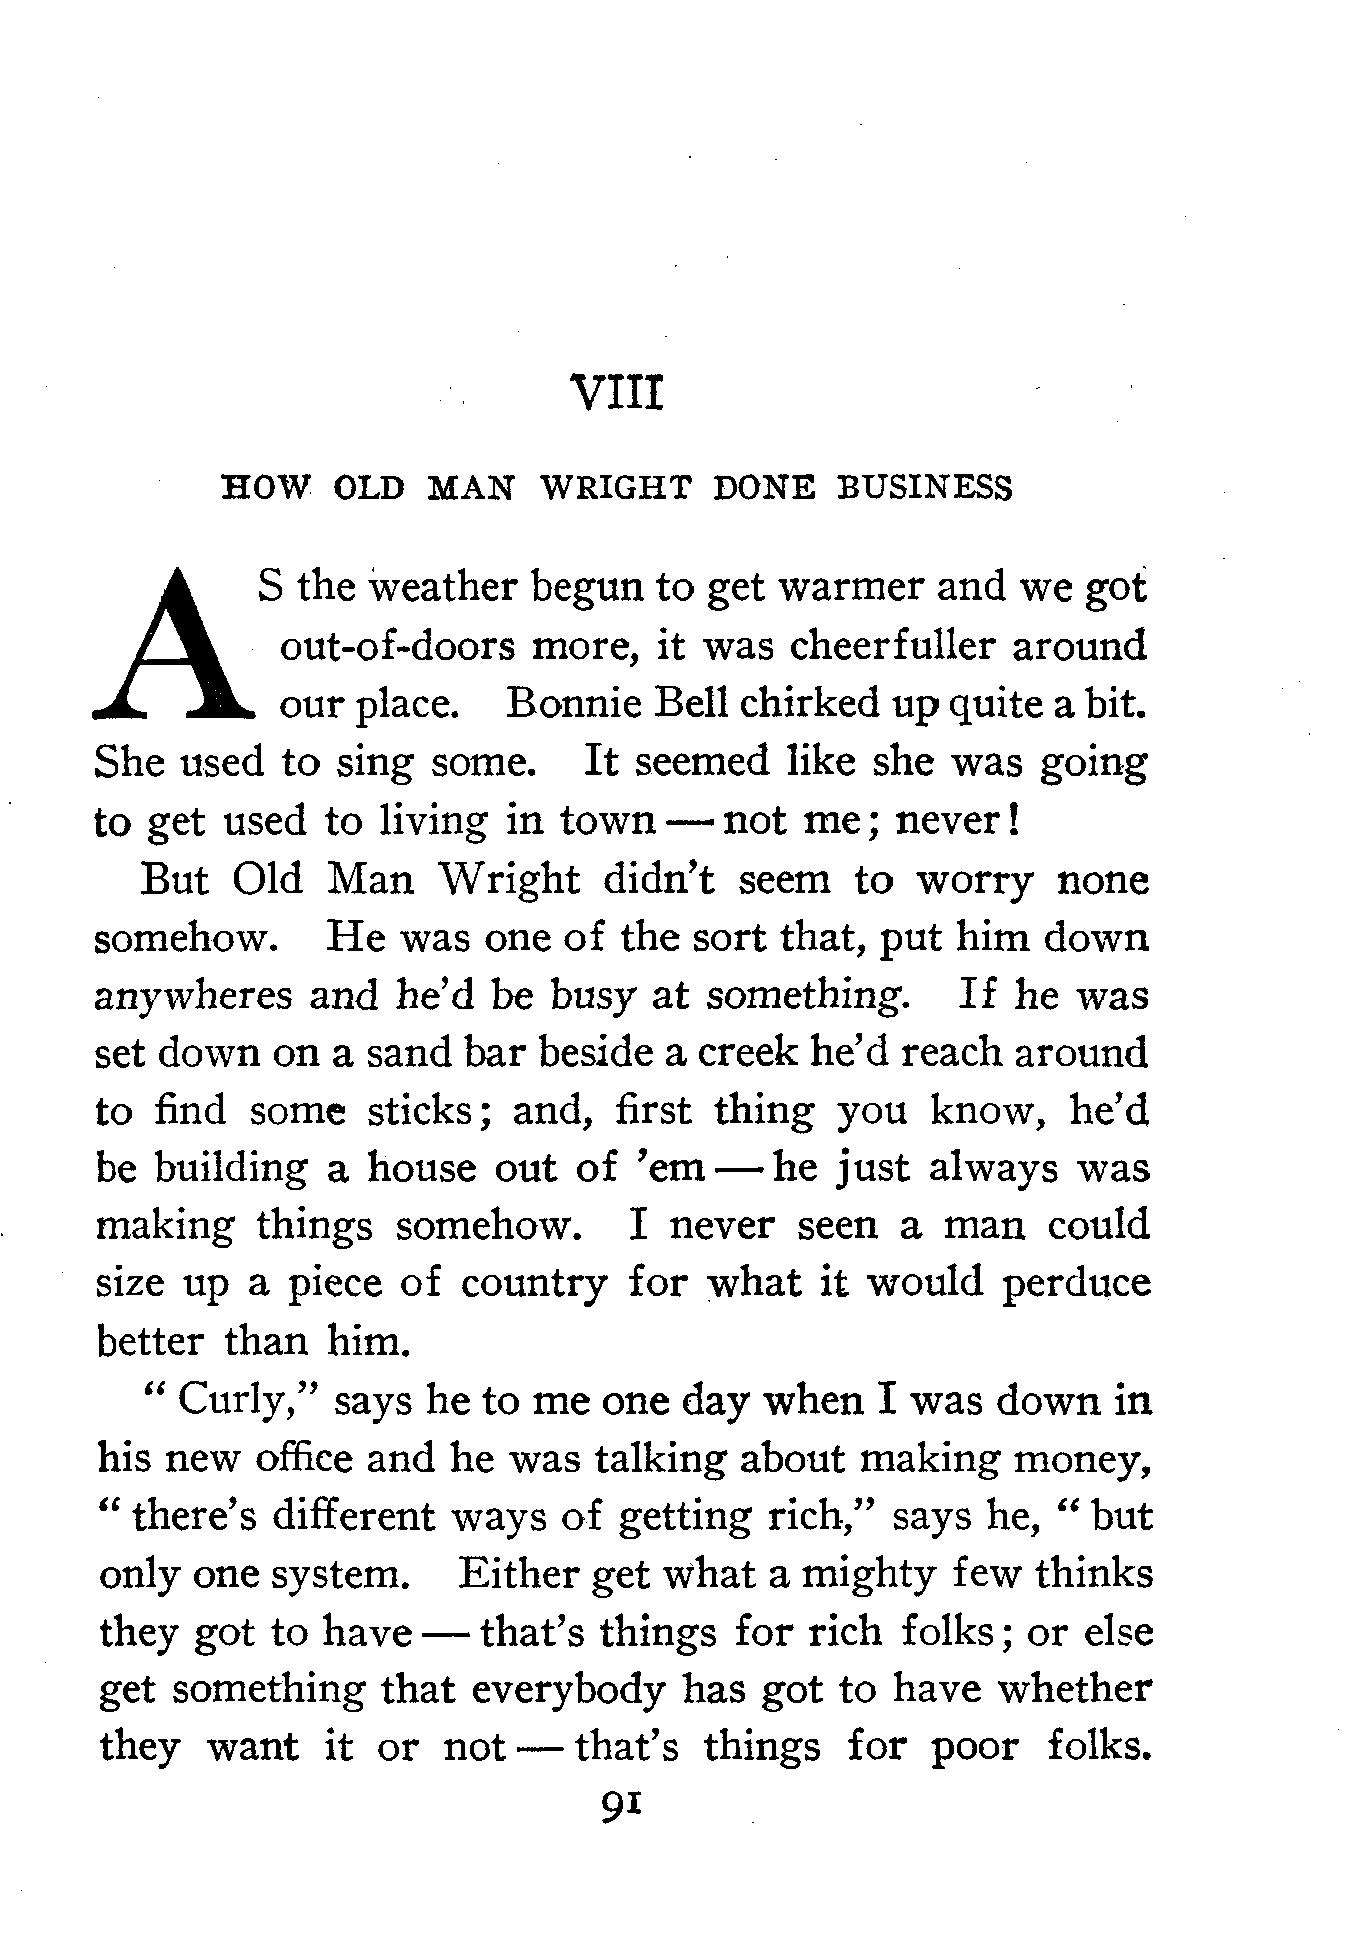 VIII
HOW OLD MAN WRIGHT DONE BUSINESS
AS the weather begun to get warmer and we got
out-of-doors more, it was cheerfuller around
our place. Bonnie Bell chirked up quite a bit.
She used to sing some. It seemed like she was going
to get used to living in town — not me; never!
But Old Man Wright didn't seem to worry none
somehow. He was one of the sort that, put him down
anywheres and he'd be busy at something. If he was
set down on a sand bar beside a creek he'd reach around
to find some sticks; and, first thing you know, he'd
be building a house out of 'em — he just always was
making things somehow. I never seen a man could
size up a piece of country for what it would perduce
better than him.
" Curly," says he to me one day when I was down in
his new office and he was talking about making money,
" there's different ways of getting rich," says he, " but
only one system. Either get what a mighty few thinks
they got to have — that's things for rich folks; or else
get something that everybody has got to have whether
they want it or not — that's things for poor folks.
91